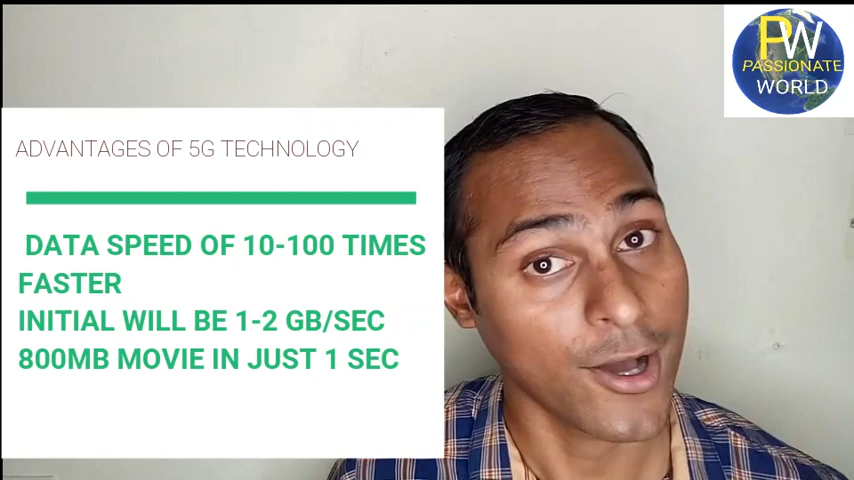 PW
PASSIONATE
WORLD
ADVANTAGES OF 5G TECHNOLOGY
DATA SPEED OF 10-100 TIMES
FASTER
INITIAL WILL BE 1-2 GB/SEC
800MB MOVIE IN JUST 1 SEC